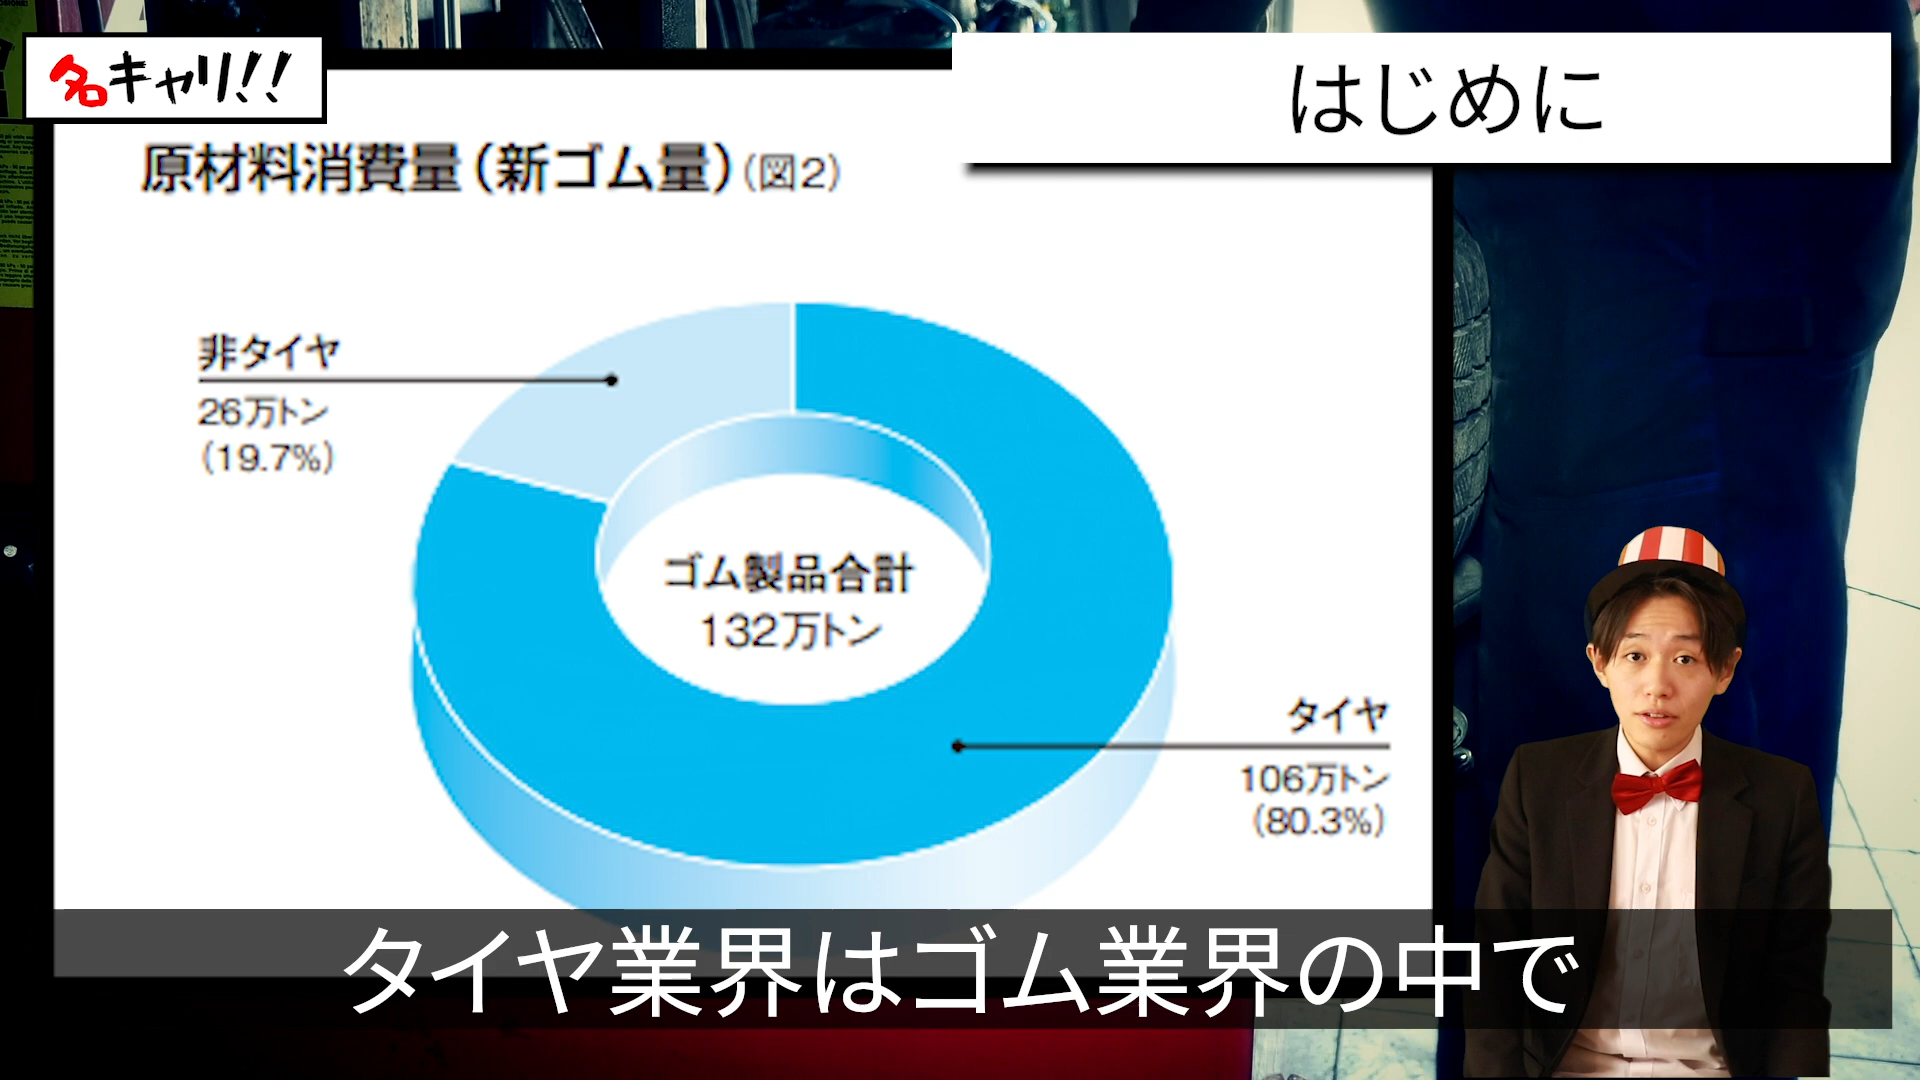 名キャリ!!
はじめに
原材料消費量（新ゴム量）（図2）
非タイヤ
26万トン
（19.7%）
ゴム製品合計
132万トン
タイヤ
106万トン
（80.3%）
タイヤ業界はゴム業界の中で